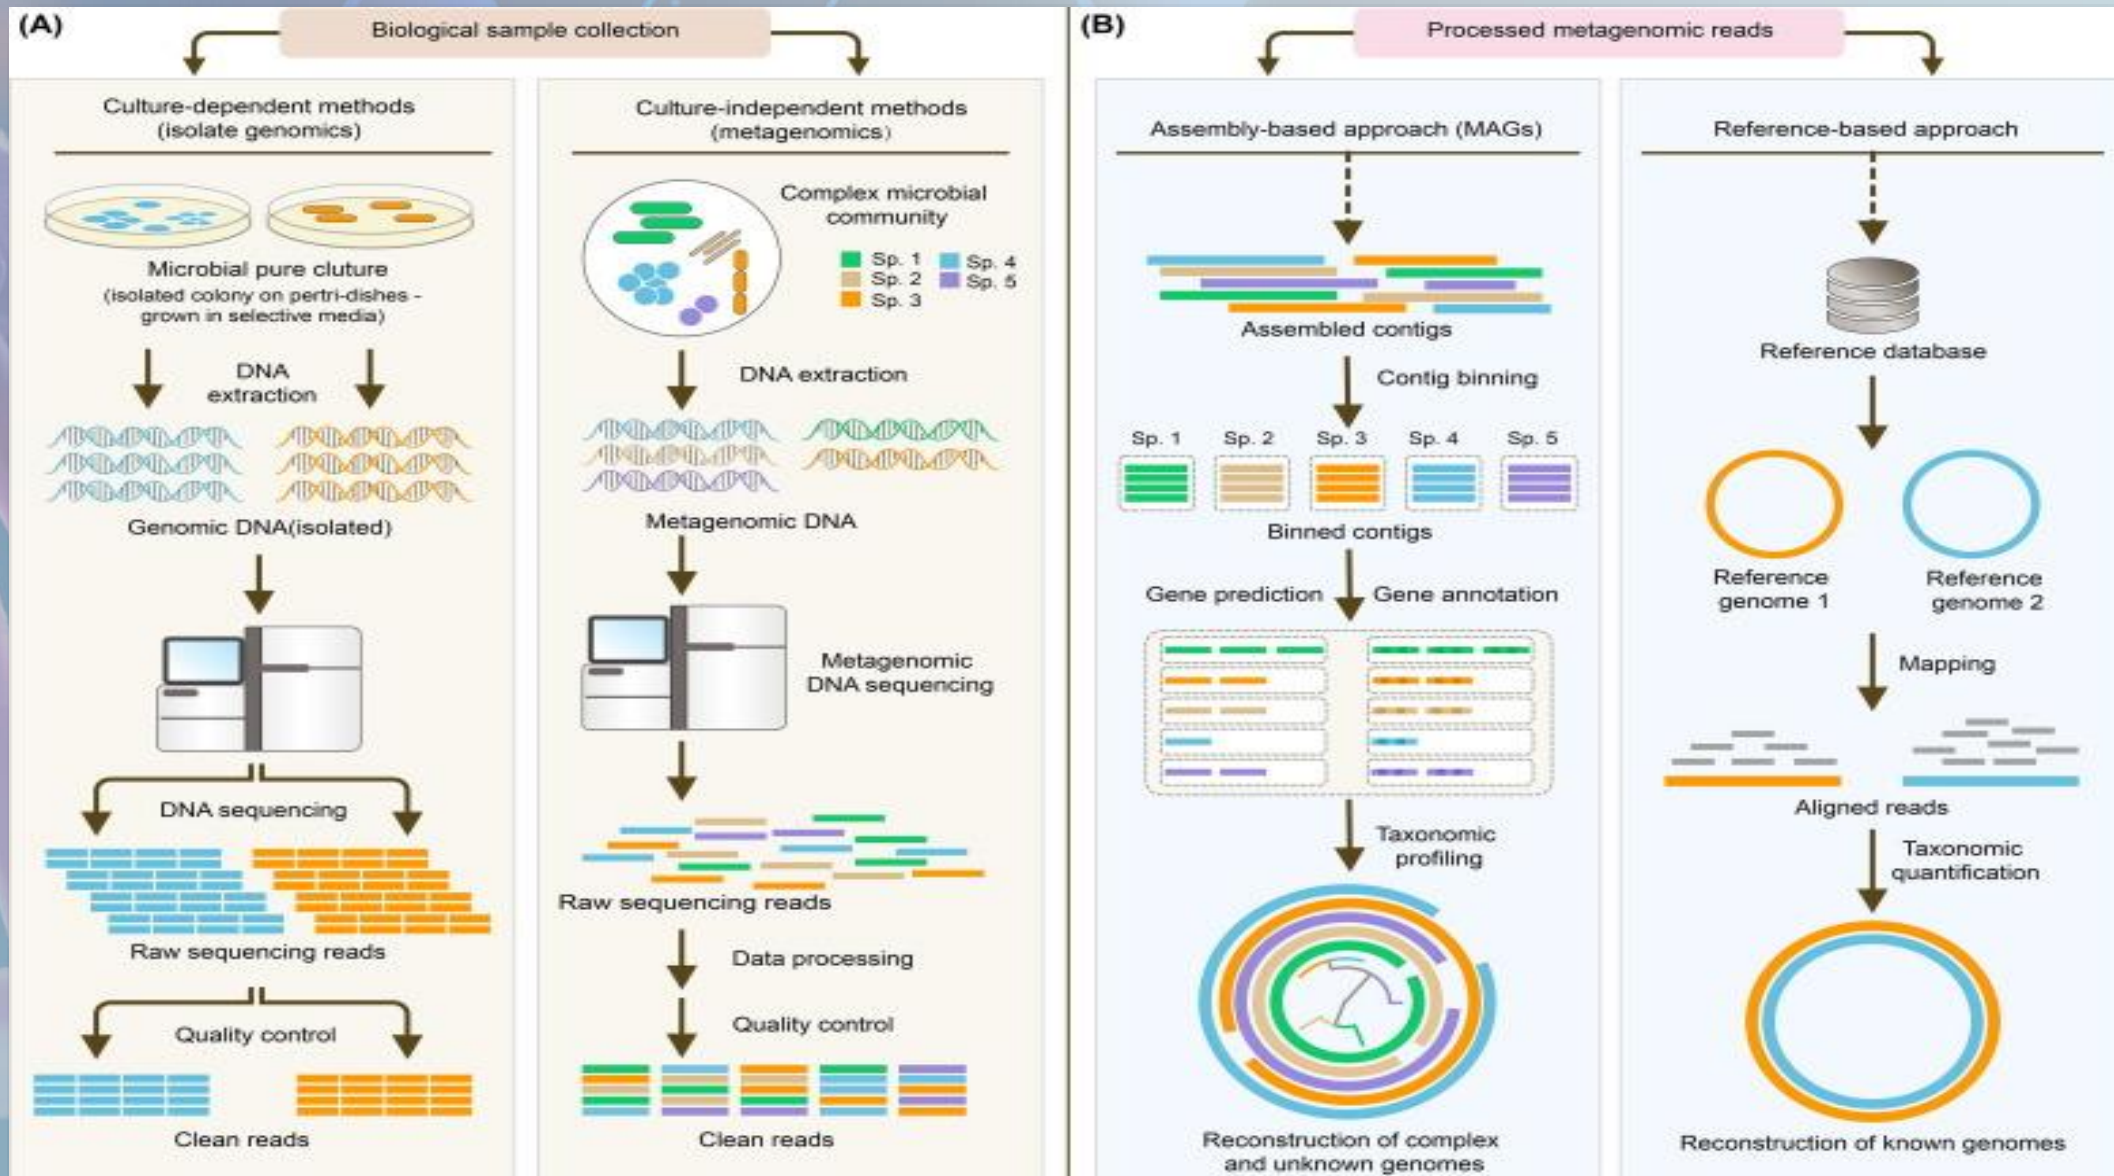 (A)
Biological sample collection
Culture-dependent methods
(isolate genomics)
Microbial pure cluture
(isolated colony on pertri-dishes -
grown in selective media)
DNA
extraction
Genomic DNA(isolated)
DNA sequencing
Raw sequencing reads
Quality control
Clean reads
Culture-independent methods
(metagenomics)
Complex microbial
community
Sp. 1
Sp. 2
Sp. 3
Sp. 4
Sp. 5
DNA extraction
Metagenomic DNA
Metagenomic
DNA sequencing
Raw sequencing reads
Data processing
Quality control
Clean reads
(B)
Processed metagenomic reads
Assembly-based approach (MAGs)
Assembled contigs
Contig binning
Sp. 1
Sp. 2
Sp. 3
Sp. 4
Sp. 5
Binned contigs
Gene prediction
Gene annotation
Taxonomic
profiling
Reconstruction of complex
and unknown genomes
Reference-based approach
Reference database
Reference
genome 1
Reference
genome 2
Mapping
Aligned reads
Taxonomic
quantification
Reconstruction of known genomes